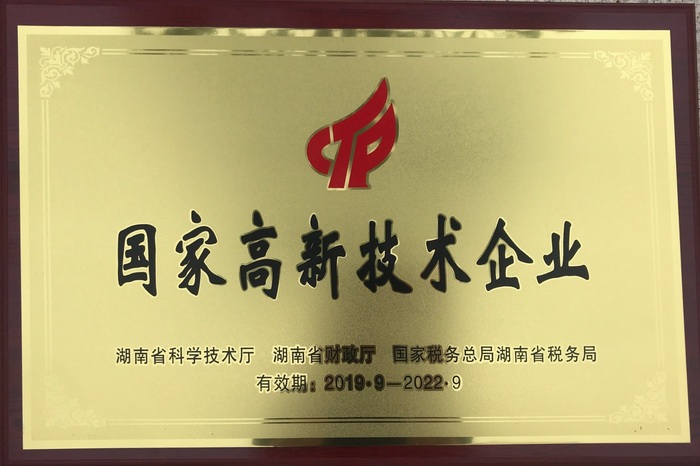 国家高新技术企业
湖南省科学技术厅 湖南省财政厅 国家税务总局湖南省税务局
有效期：2019·9—2022·9